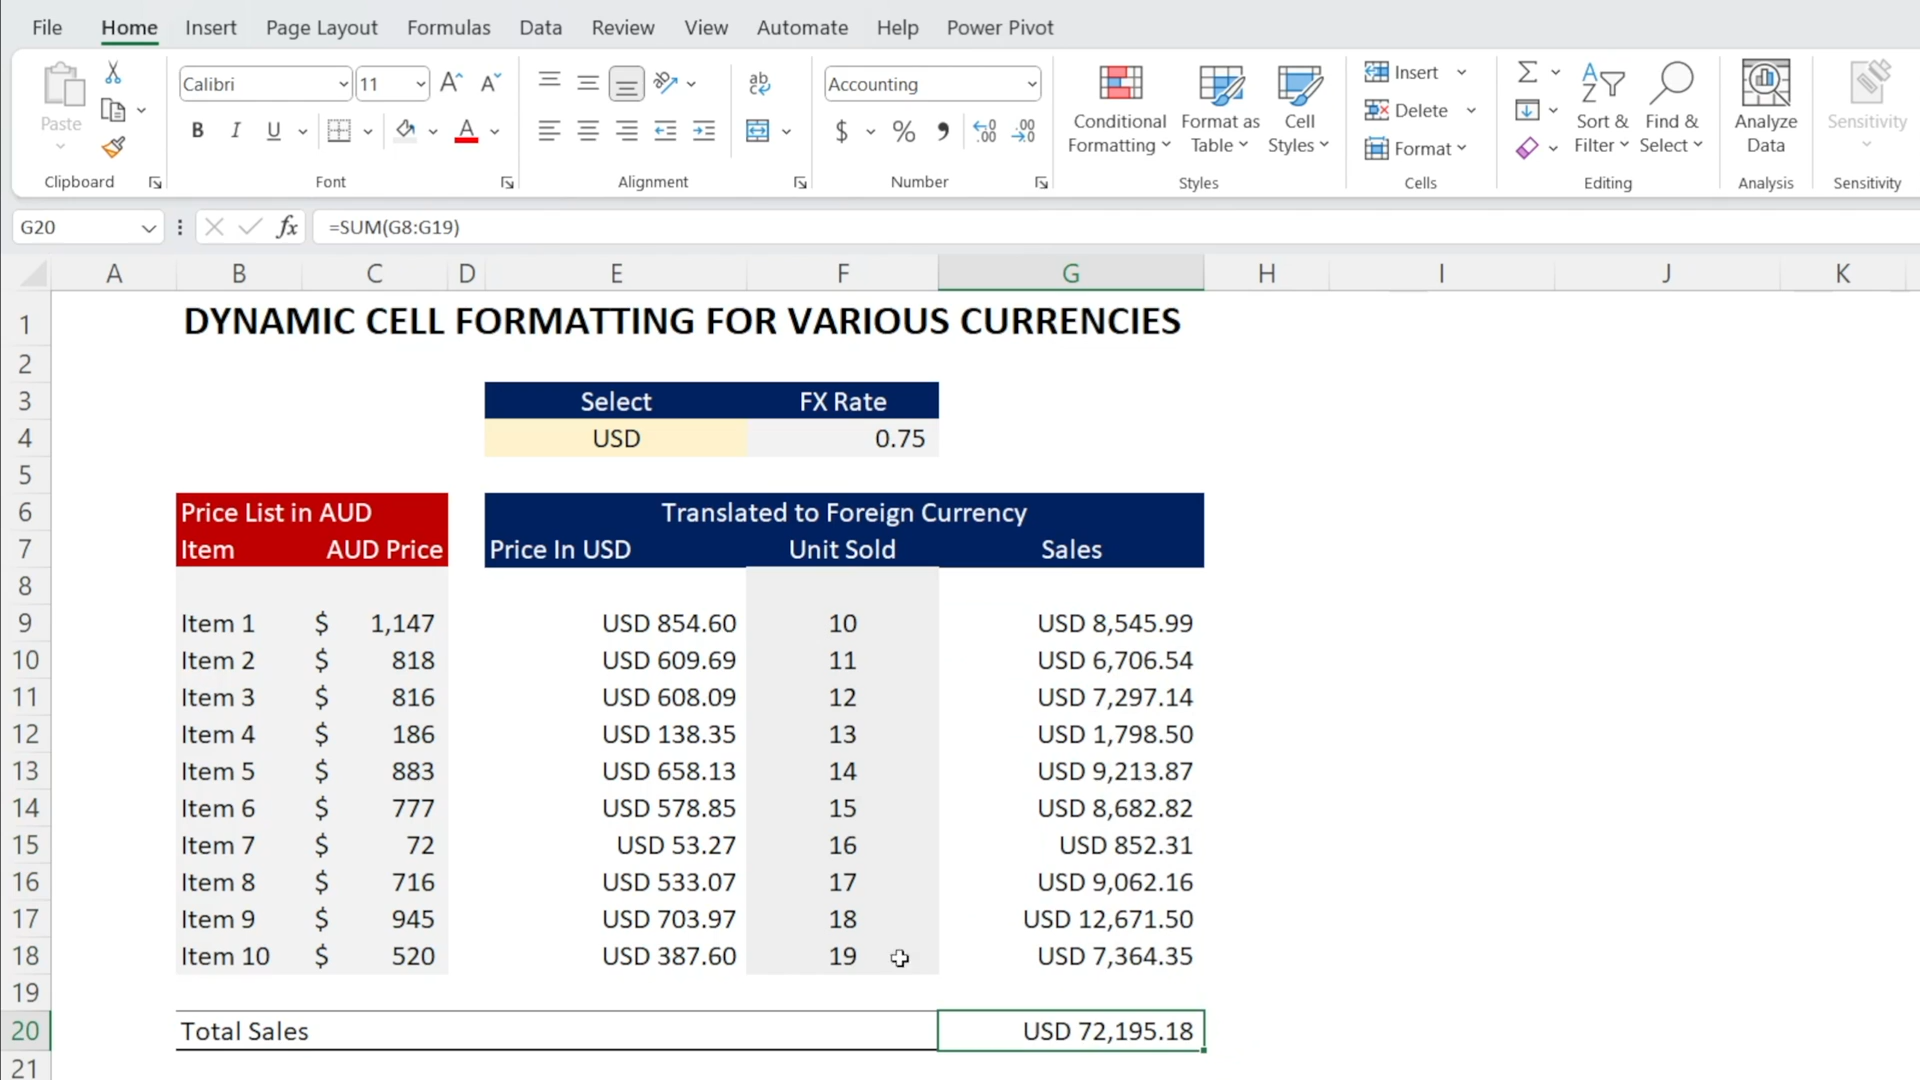 File Home Insert Page Layout Formulas Data Review View Automate Help Power Pivot
Calibri 11 Accounting Insert
Paste Conditional Format as Cell Delete Sort & Find & Analyze Sensitivity
B I U A $ % Formatting Table Styles Format Filter Select Data
Clipboard Font Alignment Number Styles Cells Editing Analysis Sensitivity
G20 fx =SUM(G8:G19)
A B C D E F G H I J K
1 DYNAMIC CELL FORMATTING FOR VARIOUS CURRENCIES
2
3 Select FX Rate
4 USD 0.75
5
6 Price List in AUD Translated to Foreign Currency
7 Item AUD Price Price In USD Unit Sold Sales
8
9 Item 1 $ 1,147 USD 854.60 10 USD 8,545.99
10 Item 2 $ 818 USD 609.69 11 USD 6,706.54
11 Item 3 $ 816 USD 608.09 12 USD 7,297.14
12 Item 4 $ 186 USD 138.35 13 USD 1,798.50
13 Item 5 $ 883 USD 658.13 14 USD 9,213.87
14 Item 6 $ 777 USD 578.85 15 USD 8,682.82
15 Item 7 $ 72 USD 53.27 16 USD 852.31
16 Item 8 $ 716 USD 533.07 17 USD 9,062.16
17 Item 9 $ 945 USD 703.97 18 USD 12,671.50
18 Item 10 $ 520 USD 387.60 19 USD 7,364.35
19
20 Total Sales USD 72,195.18
21